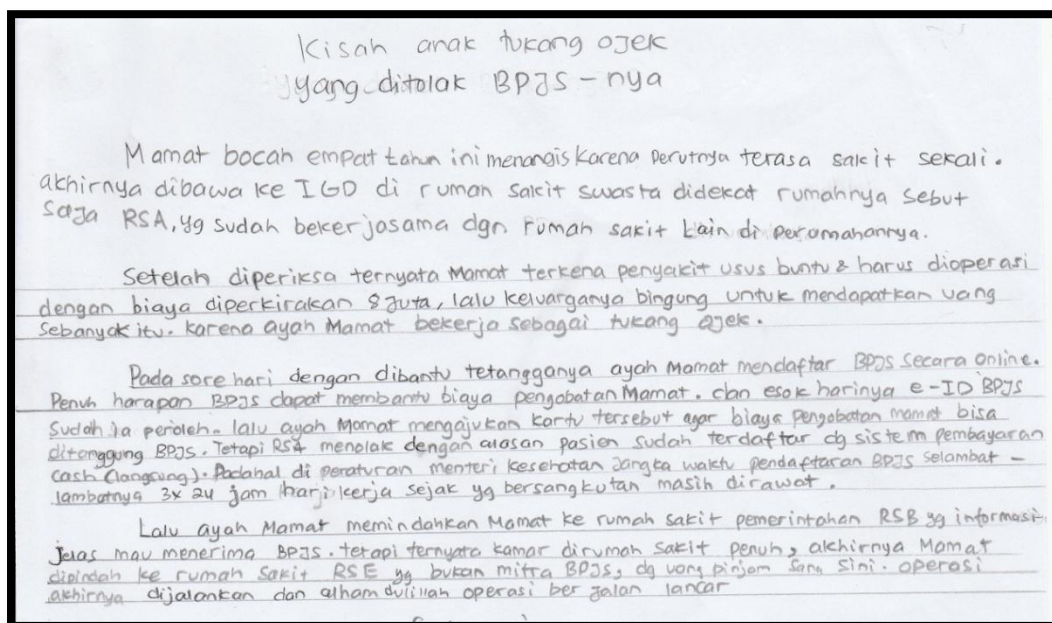 Kisah anak tukang ojek
yang ditolak BPJS - nya
Mamat bocah empat tahun ini menangis karena perutnya terasa sakit sekali.
akhirnya dibawa ke IGD di rumah sakit swasta didekat rumahnya sebut
saja RSA, yg sudah bekerjasama dgn rumah sakit lain di perumahannya.
Setelah diperiksa ternyata Mamat terkena penyakit usus buntu & harus dioperasi
dengan biaya diperkirakan 8 juta, lalu keluarganya bingung untuk mendapatkan uang
sebanyak itu. karena ayah Mamat bekerja sebagai tukang ojek.
Pada sore hari dengan dibantu tetangganya ayah Mamat mendaftar BPJS secara online.
Penuh harapan BPJS dapat membantu biaya pengobatan Mamat. dan esok harinya e-ID BPJS
sudah ia peroleh. lalu ayah Mamat mengajukan kartu tersebut agar biaya pengobatan mamat bisa
ditanggung BPJS. Tetapi RSA menolak dengan alasan pasien sudah terdaftar dg sistem pembayaran
cash (langsung). Padahal di peraturan menteri kesehatan jangka waktu pendaftaran BPJS selambat -
lambatnya 3x 24 jam hari kerja sejak yg bersangkutan masih dirawat.
Lalu ayah Mamat memindahkan Mamat ke rumah sakit pemerintahan RSB yg informasi
jelas mau menerima BPJS. tetapi ternyata kamar dirumah sakit penuh, akhirnya Mamat
dipindah ke rumah sakit RSE yg bukan mitra BPJS, dg uang pinjam sana sini. operasi
akhirnya dijalankan dan alhamdulillah operasi berjalan lancar